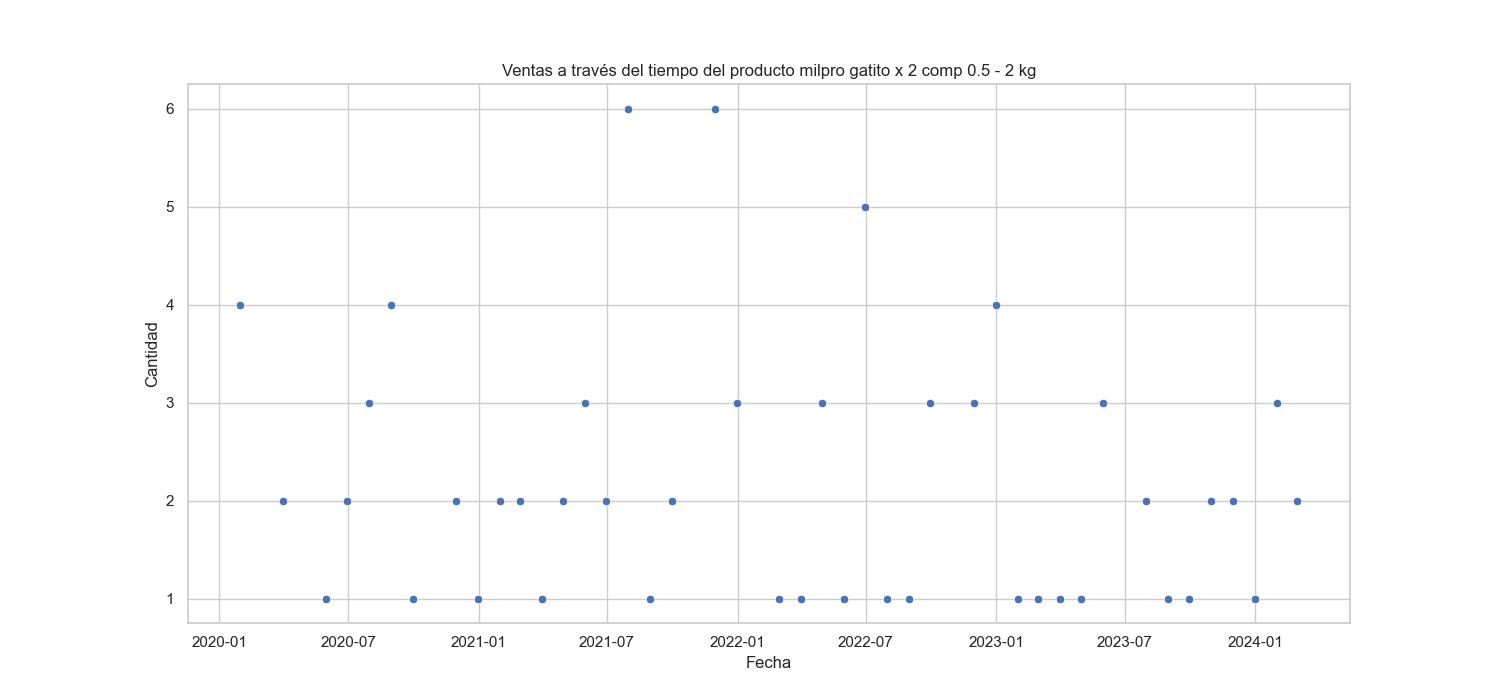 Ventas a través del tiempo del producto milpro gatito x 2 comp 0.5 - 2 kg
6
5
4
3
2
1
Cantidad
2020-01 2020-07 2021-01 2021-07 2022-01 2022-07 2023-01 2023-07 2024-01
Fecha